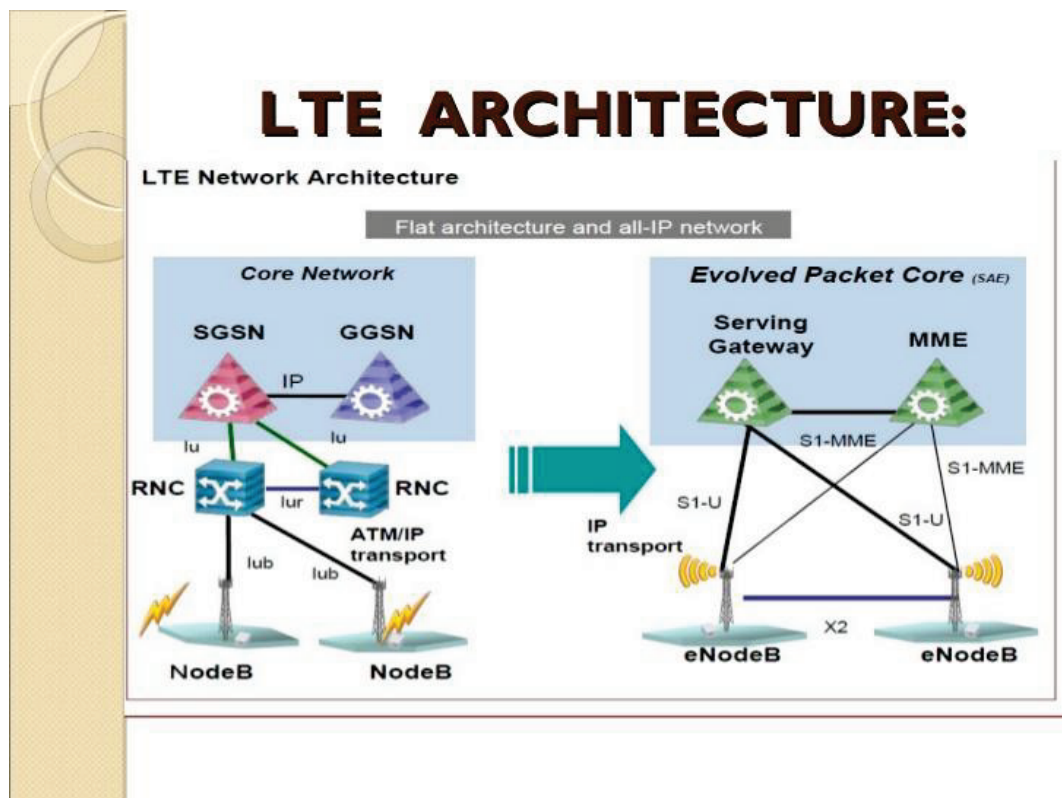 LTE ARCHITECTURE:
LTE Network Architecture
Flat architecture and all-IP network
Core Network
SGSN
GGSN
IP
Iu
Iu
RNC
Iur
RNC
ATM/IP
transport
Iub
Iub
NodeB
NodeB
IP
transport
Evolved Packet Core (SAE)
Serving
Gateway
MME
S1-MME
S1-MME
S1-U
S1-U
X2
eNodeB
eNodeB